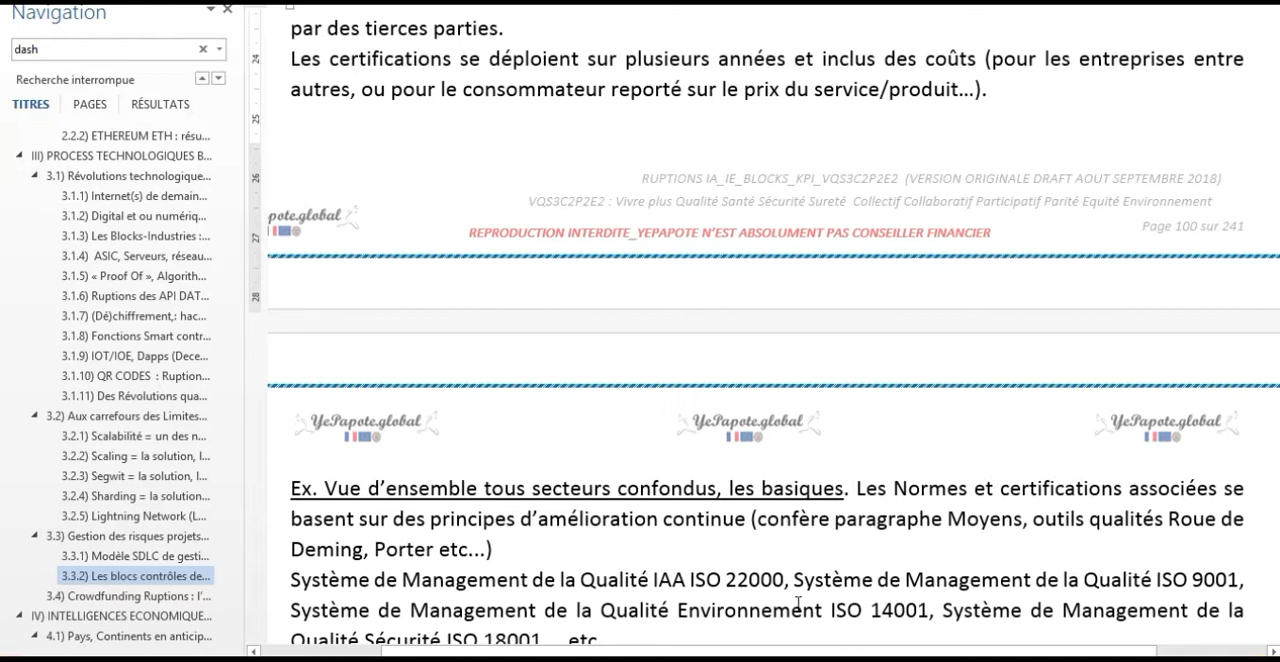 Navigation
dash
Recherche interrompue
TITRES PAGES RÉSULTATS
2.2.2) ETHEREUM ETH : résu...
III) PROCESS TECHNOLOGIQUES B...
3.1) Révolutions technologique...
3.1.1) Internet(s) de demain...
3.1.2) Digital et ou numériq...
3.1.3) Les Blocks-Industries :...
3.1.4) ASIC, Serveurs, réseau...
3.1.5) « Proof Of », Algorith...
3.1.6) Ruptions des API DAT...
3.1.7) (Dé)chiffrement,: hac...
3.1.8) Fonctions Smart contr...
3.1.9) IOT/IOE, Dapps (Dece...
3.1.10) QR CODES : Ruption...
3.1.11) Des Révolutions qua...
3.2) Aux carrefours des Limites...
3.2.1) Scalabilité = un des n...
3.2.2) Scaling = la solution, l...
3.2.3) Segwit = la solution, l...
3.2.4) Sharding = la solution...
3.2.5) Lightning Network (L...
3.3) Gestion des risques projets...
3.3.1) Modèle SDLC de gesti...
3.3.2) Les blocs contrôles de...
3.4) Crowdfunding Ruptions : l'...
IV) INTELLIGENCES ECONOMIQUE...
4.1) Pays, Continents en anticip...
24
25
26
27
28
par des tierces parties.
Les certifications se déploient sur plusieurs années et inclus des coûts (pour les entreprises entre
autres, ou pour le consommateur reporté sur le prix du service/produit...).
RUPTIONS IA_IE_BLOCKS_KPI_VQS3C2P2E2 (VERSION ORIGINALE DRAFT AOUT SEPTEMBRE 2018)
VQS3C2P2E2 : Vivre plus Qualité Santé Sécurité Sureté Collectif Collaboratif Participatif Parité Equité Environnement
pote.global
REPRODUCTION INTERDITE_YEPAPOTE N'EST ABSOLUMENT PAS CONSEILLER FINANCIER
Page 100 sur 241
YePapote.global YePapote.global YePapote.global
Ex. Vue d'ensemble tous secteurs confondus, les basiques. Les Normes et certifications associées se
basent sur des principes d'amélioration continue (confère paragraphe Moyens, outils qualités Roue de
Deming, Porter etc...)
Système de Management de la Qualité IAA ISO 22000, Système de Management de la Qualité ISO 9001,
Système de Management de la Qualité Environnement ISO 14001, Système de Management de la
Qualité Sécurité ISO 18001 ... etc